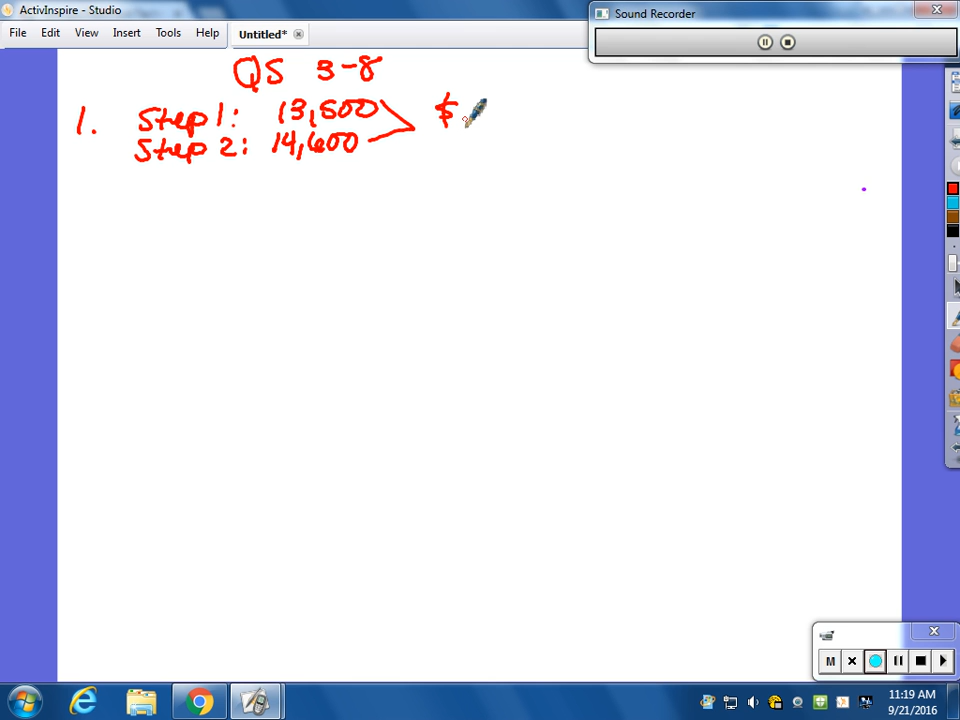 ActivInspire - Studio
Sound Recorder
File Edit View Insert Tools Help Untitled*
QS 3-8
1. Step 1: 13,500 $
Step 2: 14,600
M
11:19 AM
9/21/2016